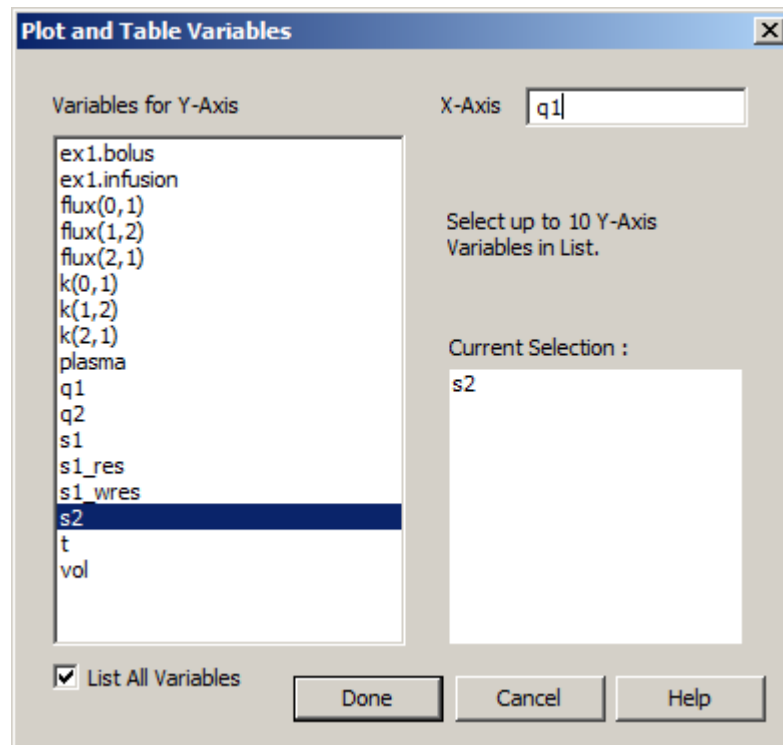 Plot and Table Variables
Variables for Y-Axis
X-Axis
q1
ex1.bolus
ex1.infusion
flux(0,1)
flux(1,2)
flux(2,1)
k(0,1)
k(1,2)
k(2,1)
plasma
q1
q2
s1
s1_res
s1_wres
s2
t
vol
Select up to 10 Y-Axis
Variables in List.
Current Selection :
s2
List All Variables
Done
Cancel
Help